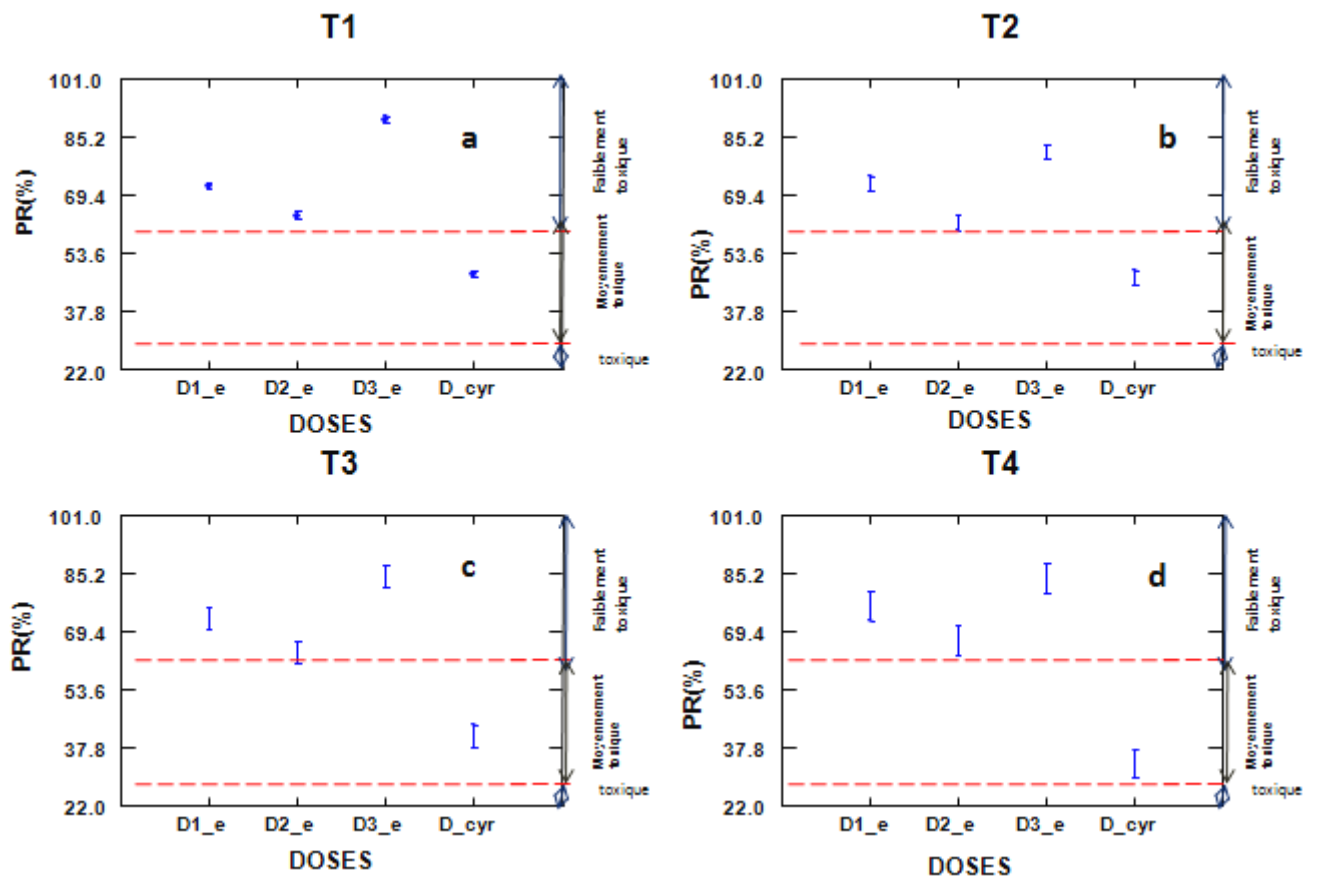 T1
101.0
85.2
69.4
53.6
37.8
22.0
PR(%)
a
D1_e D2_e D3_e D_cyr
DOSES
Faiblement
toxique
Moyennement
toxique
toxique
T2
101.0
85.2
69.4
53.6
37.8
22.0
PR(%)
b
D1_e D2_e D3_e D_cyr
DOSES
Faiblement
toxique
Moyennement
toxique
toxique
T3
101.0
85.2
69.4
53.6
37.8
22.0
PR(%)
c
D1_e D2_e D3_e D_cyr
DOSES
Faiblement
toxique
Moyennement
toxique
toxique
T4
101.0
85.2
69.4
53.6
37.8
22.0
PR(%)
d
D1_e D2_e D3_e D_cyr
DOSES
Faiblement
toxique
Moyennement
toxique
toxique